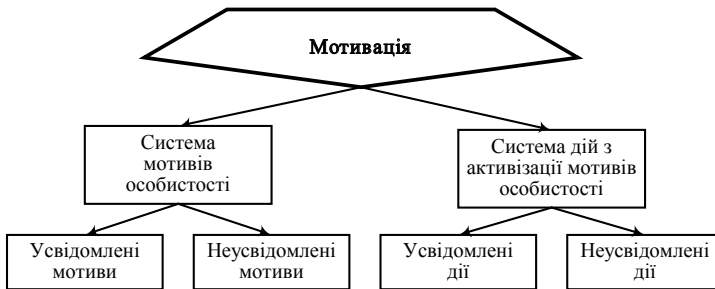 Мотивація
Система
мотивів
особистості
Система дій з
активізації мотивів
особистості
Усвідомлені
мотиви
Неусвідомлені
мотиви
Усвідомлені
дії
Неусвідомлені
дії